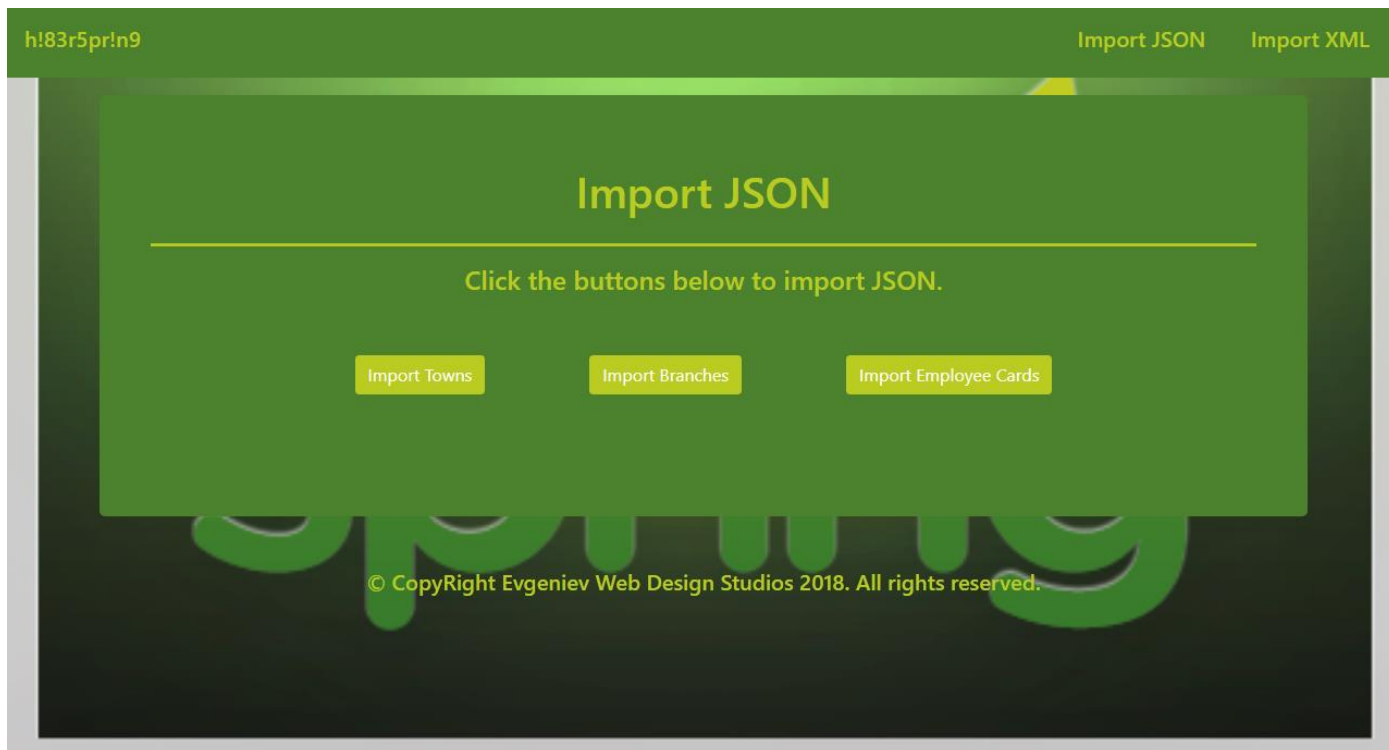 h!83r5pr!n9 Import JSON Import XML
Import JSON
Click the buttons below to import JSON.
Import Towns Import Branches Import Employee Cards
spring
© CopyRight Evgeniev Web Design Studios 2018. All rights reserved.